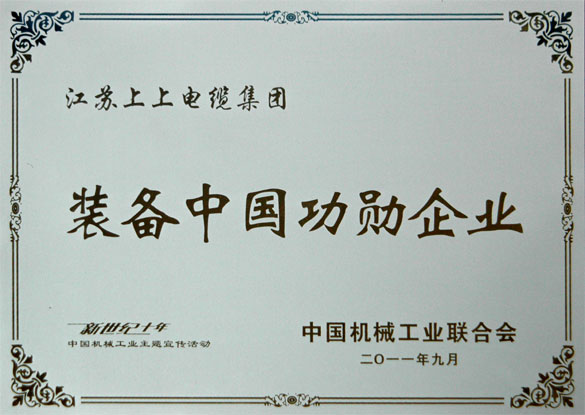 江苏上上电缆集团
装备中国功勋企业
新世纪十年
中国机械工业主题宣传活动
中国机械工业联合会
二〇一一年九月